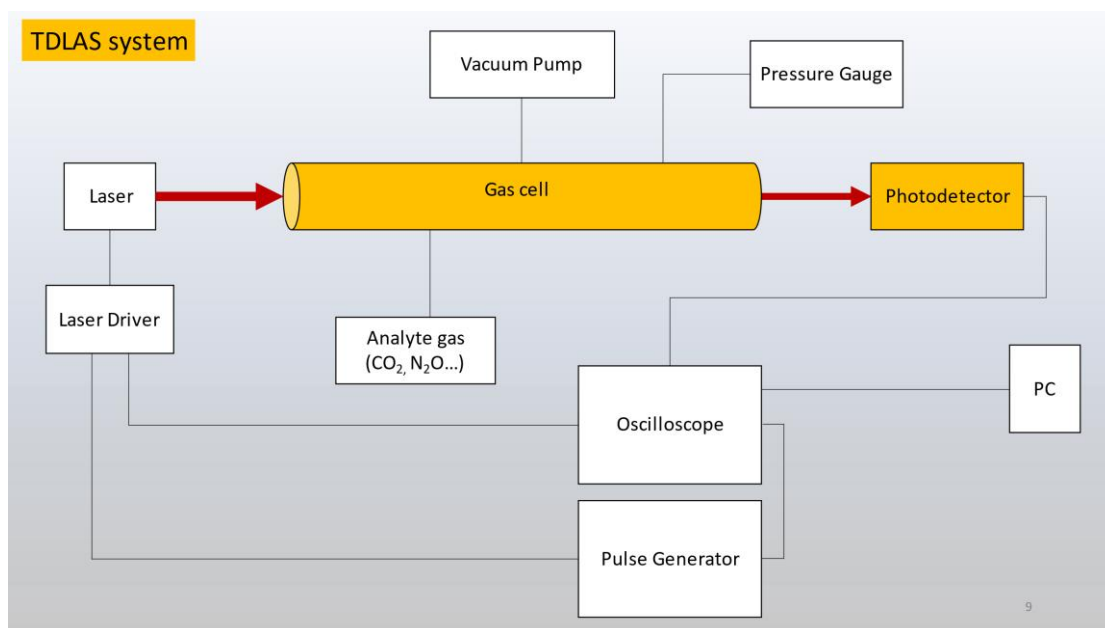 TDLAS system
Vacuum Pump
Pressure Gauge
Laser
Gas cell
Photodetector
Laser Driver
Analyte gas
(CO₂, N₂O...)
PC
Oscilloscope
Pulse Generator
9